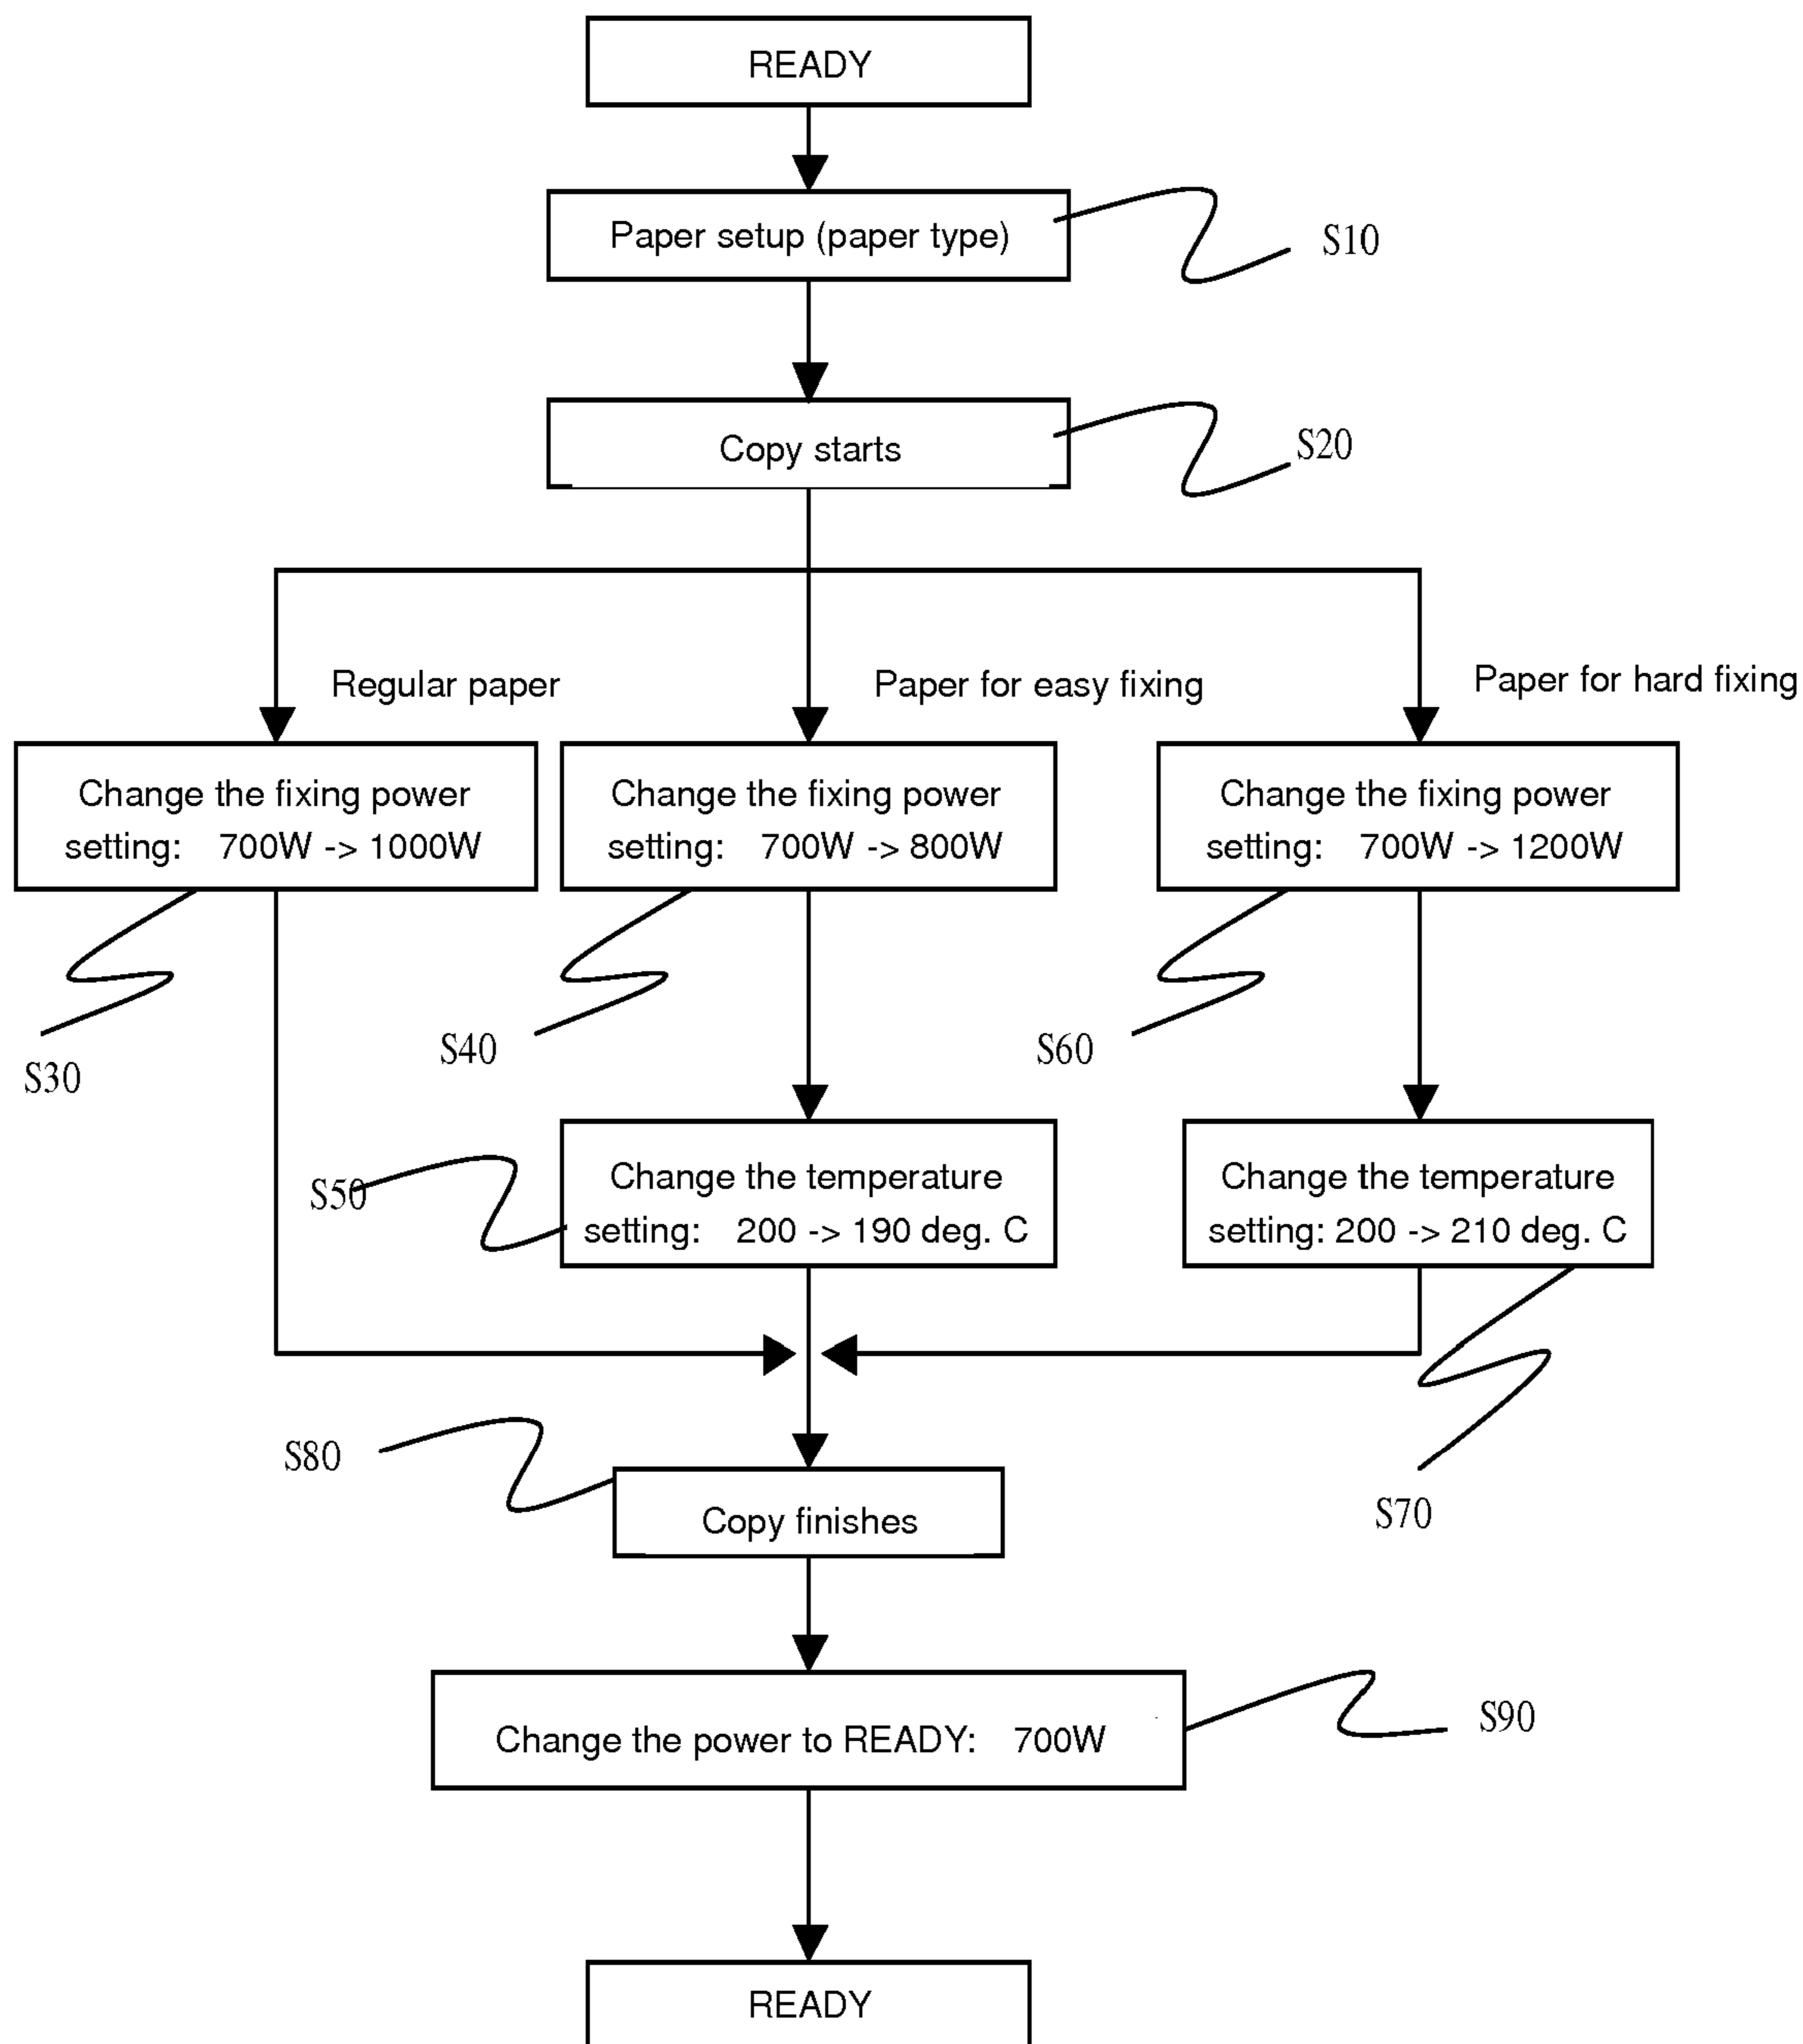 READY
Paper setup (paper type)
S10
Copy starts
S20
Regular paper
Paper for easy fixing
Paper for hard fixing
Change the fixing power
setting: 700W -> 1000W
Change the fixing power
setting: 700W -> 800W
Change the fixing power
setting: 700W -> 1200W
S30
S40
S60
S50
Change the temperature
setting: 200 -> 190 deg. C
Change the temperature
setting: 200 -> 210 deg. C
S80
Copy finishes
S70
Change the power to READY: 700W
S90
READY